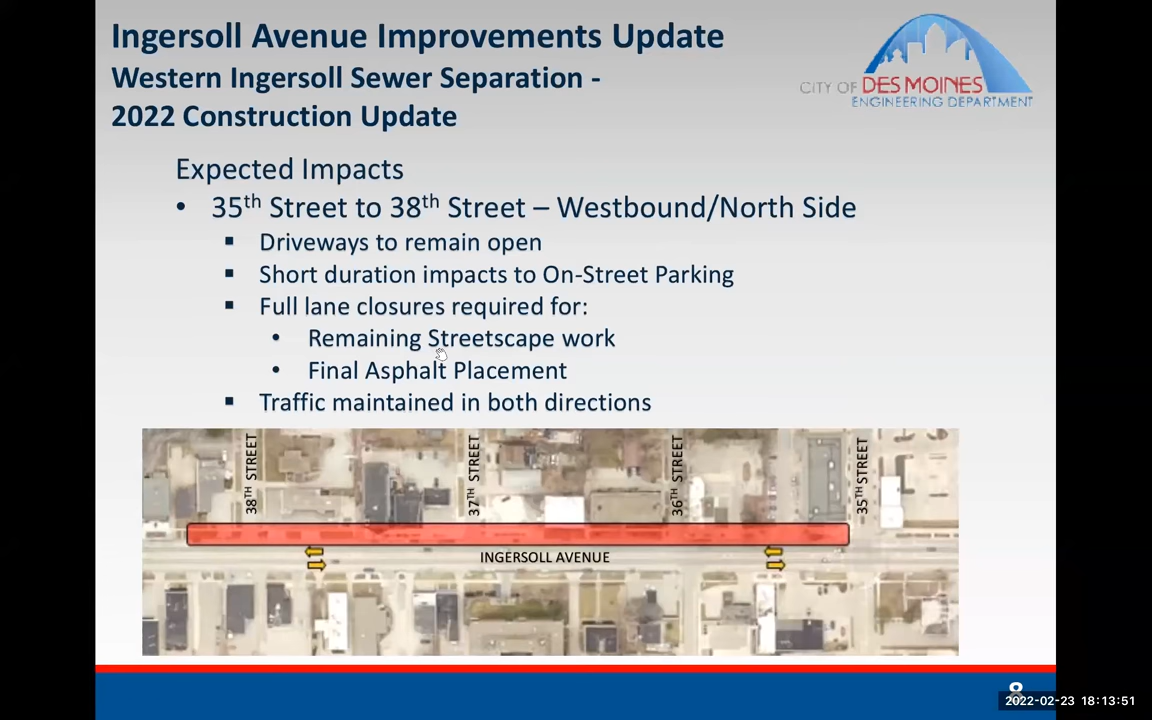 Ingersoll Avenue Improvements Update
Western Ingersoll Sewer Separation -
2022 Construction Update
CITY OF DES MOINES
ENGINEERING DEPARTMENT
Expected Impacts
• 35th Street to 38th Street – Westbound/North Side
▪ Driveways to remain open
▪ Short duration impacts to On-Street Parking
▪ Full lane closures required for:
• Remaining Streetscape work
• Final Asphalt Placement
▪ Traffic maintained in both directions
38TH STREET
37TH STREET
36TH STREET
35TH STREET
INGERSOLL AVENUE
8
2022-02-23 18:13:51